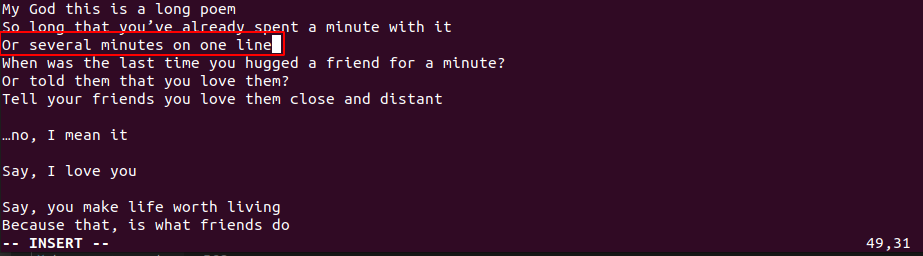 My God this is a long poem
So long that you’ve already spent a minute with it
Or several minutes on one line
When was the last time you hugged a friend for a minute?
Or told them that you love them?
Tell your friends you love them close and distant
…no, I mean it
Say, I love you
Say, you make life worth living
Because that, is what friends do
-- INSERT -- 49,31